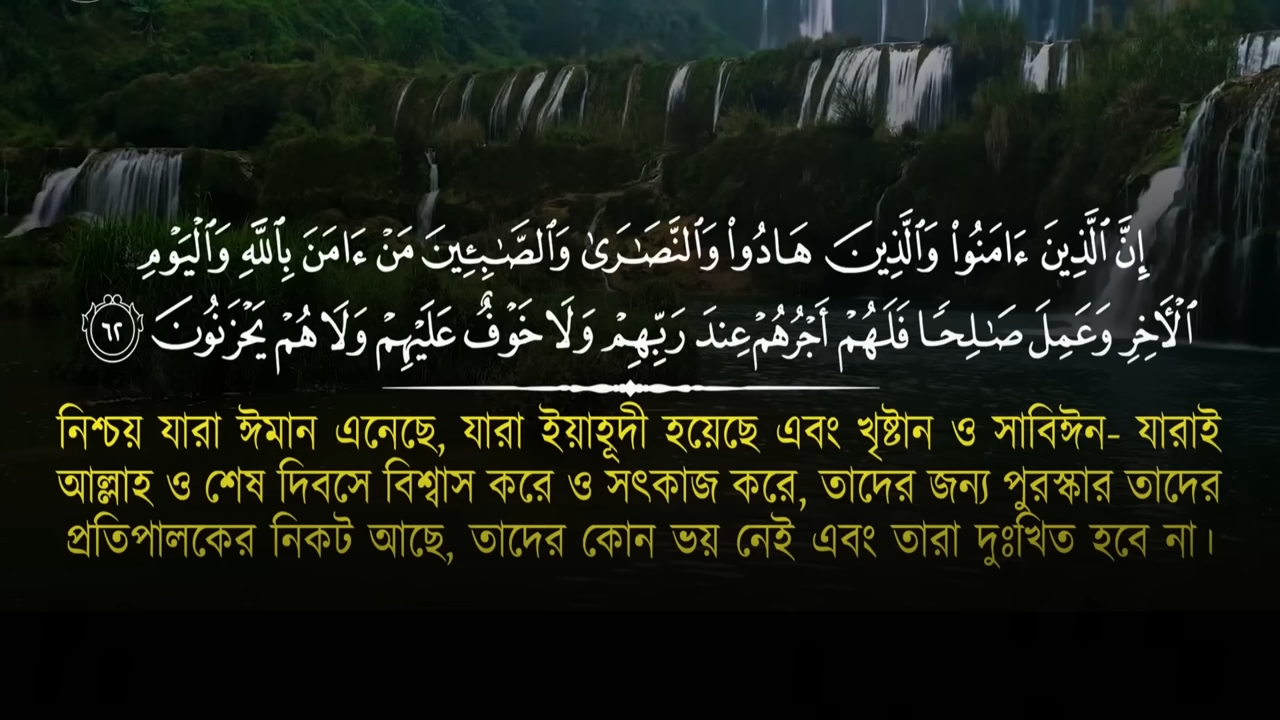 إِنَّ ٱلَّذِينَ ءَامَنُوا۟ وَٱلَّذِينَ هَادُوا۟ وَٱلنَّصَٰرَىٰ وَٱلصَّٰبِـِٔينَ مَنْ ءَامَنَ بِٱللَّهِ وَٱلْيَوْمِ
ٱلْـَٔاخِرِ وَعَمِلَ صَٰلِحًا فَلَهُمْ أَجْرُهُمْ عِندَ رَبِّهِمْ وَلَا خَوْفٌ عَلَيْهِمْ وَلَا هُمْ يَحْزَنُونَ ٦٢
নিশ্চয় যারা ঈমান এনেছে, যারা ইয়াহূদী হয়েছে এবং খৃষ্টান ও সাবিঈন- যারাই
আল্লাহ ও শেষ দিবসে বিশ্বাস করে ও সৎকাজ করে, তাদের জন্য পুরস্কার তাদের
প্রতিপালকের নিকট আছে, তাদের কোন ভয় নেই এবং তারা দুঃখিত হবে না।